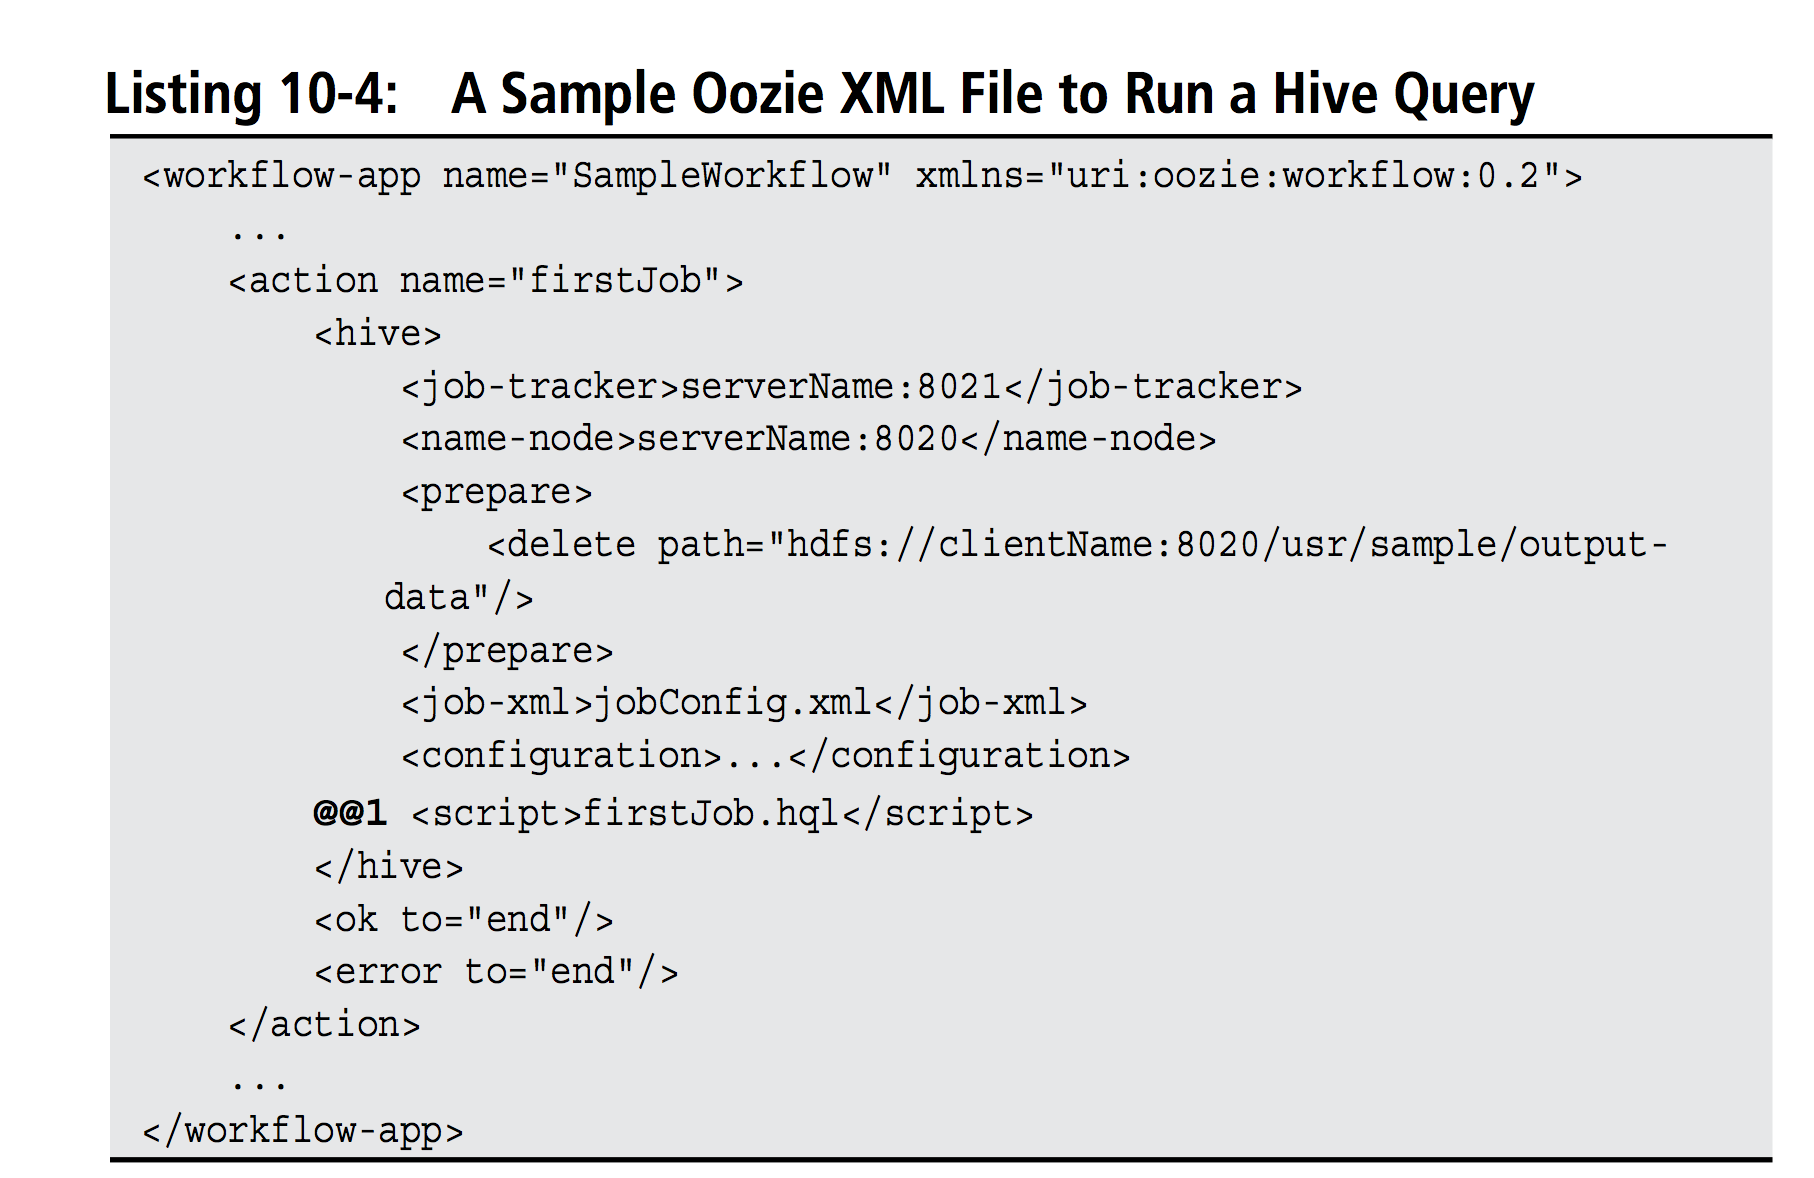 Listing 10-4: A Sample Oozie XML File to Run a Hive Query
<workflow-app name="SampleWorkflow" xmlns="uri:oozie:workflow:0.2">
...
<action name="firstJob">
<hive>
<job-tracker>serverName:8021</job-tracker>
<name-node>serverName:8020</name-node>
<prepare>
<delete path="hdfs://clientName:8020/usr/sample/output-
data"/>
</prepare>
<job-xml>jobConfig.xml</job-xml>
<configuration>...</configuration>
@@1 <script>firstJob.hql</script>
</hive>
<ok to="end"/>
<error to="end"/>
</action>
...
</workflow-app>